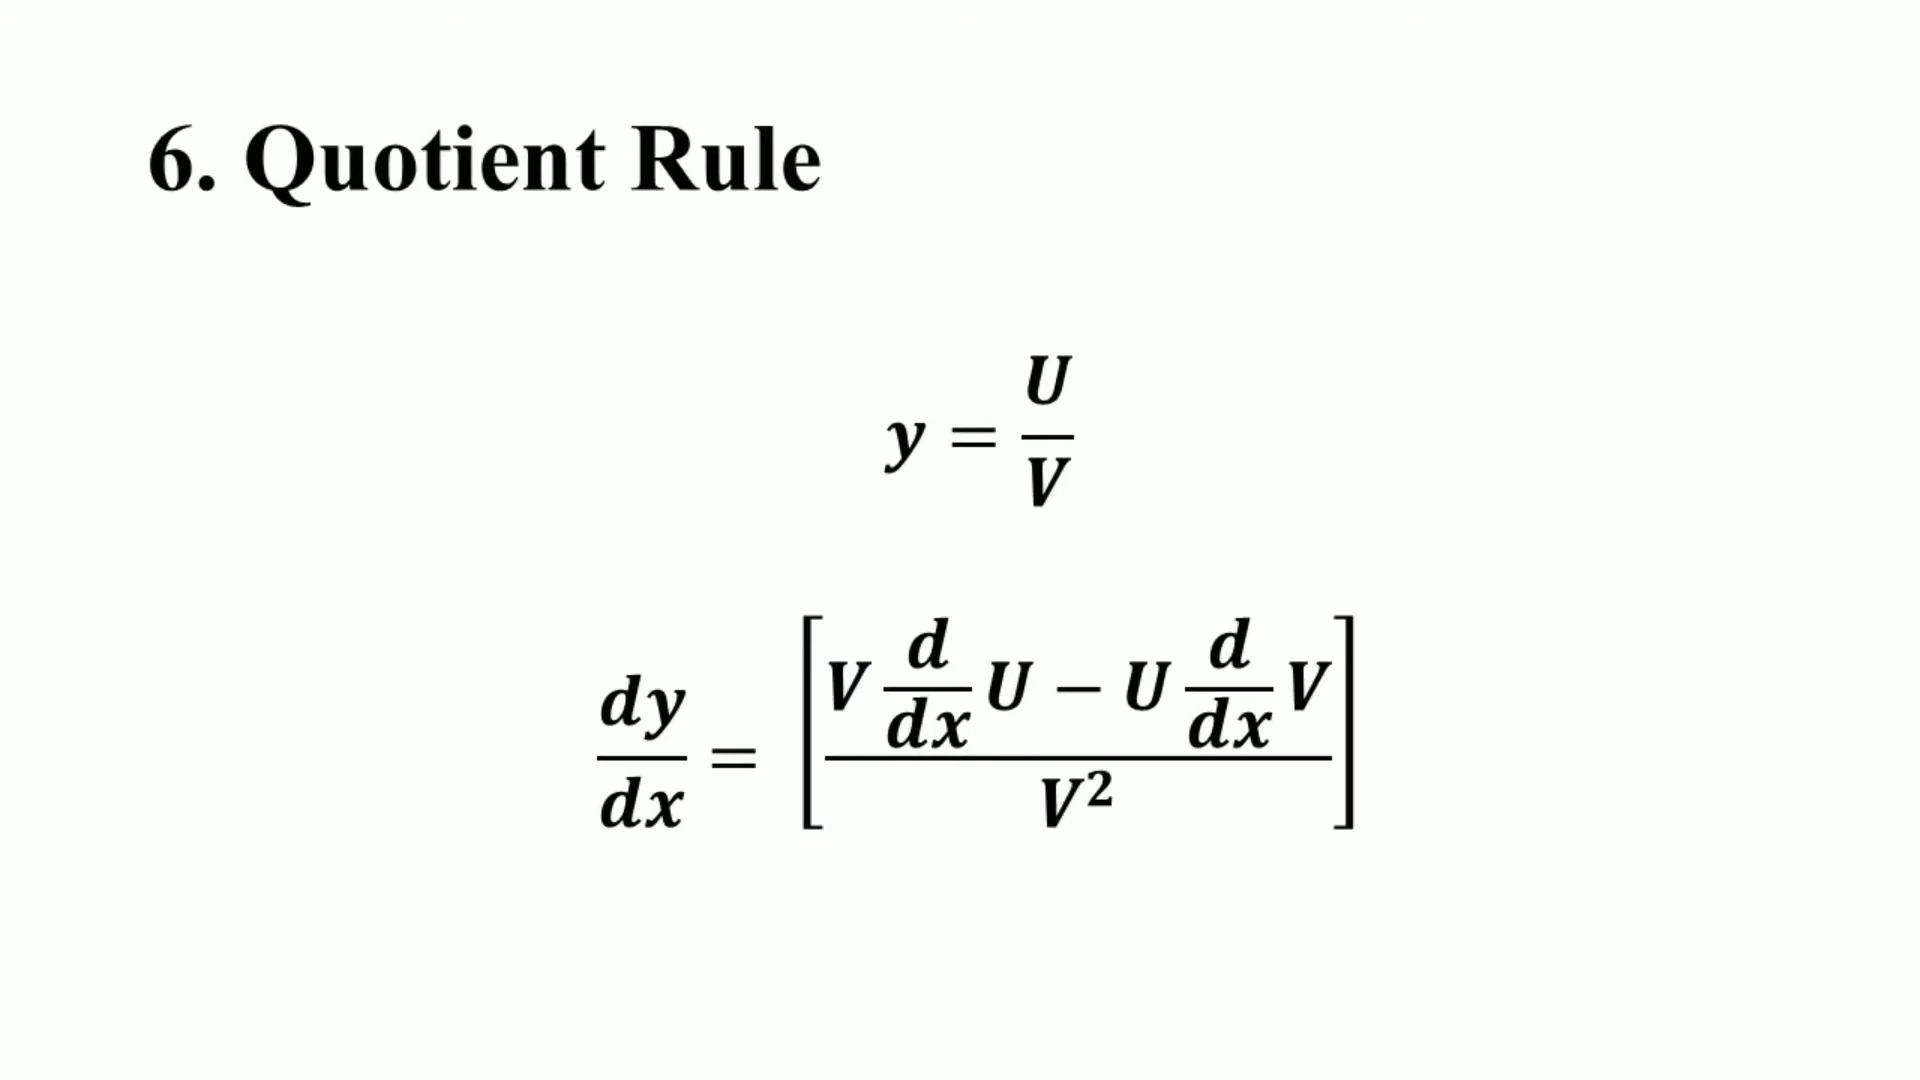 6. Quotient Rule
y = U/V
dy/dx = [(V d/dx U − U d/dx V)/V²]